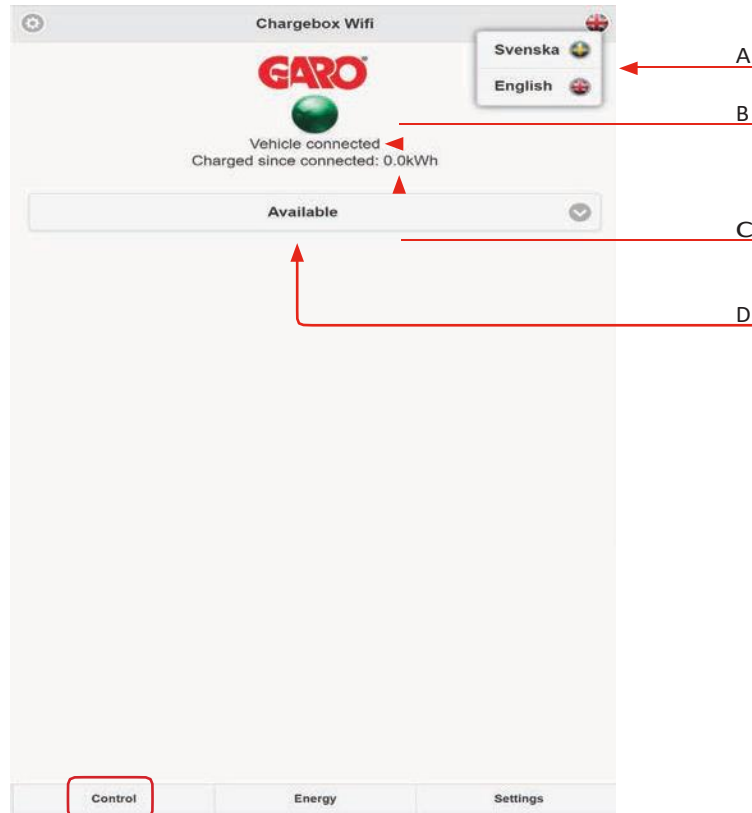 Chargebox Wifi
Svenska
English
A
GARO
B
Vehicle connected
Charged since connected: 0.0kWh
Available
C
D
Control Energy Settings